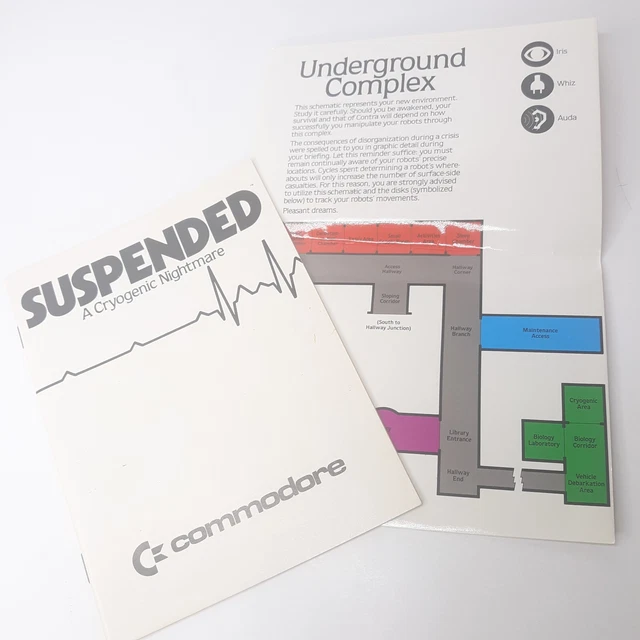 SUSPENDED
A Cryogenic Nightmare
commodore
Underground
Complex
This schematic represents your new environment.
Study it carefully. Should you be awakened, your
survival and that of Contra will depend on how
successfully you manipulate your robots through
this complex.
The consequences of disorganization during a crisis
were spelled out to you in graphic detail during
your briefing. Let this reminder suffice: you must
remain continually aware of your robots' precise
locations. Cycles spent determining a robot's where-
abouts will only increase the number of surface-side
casualties. For this reason, you are strongly advised
to utilize this schematic and the disks (symbolized
below) to track your robots' movements.
Pleasant dreams.
Iris
Whiz
Auda
Access
Hallway
Hallway
Corner
Sloping
Corridor
(South to
Hallway Junction)
Hallway
Branch
Maintenance
Access
Library
Entrance
Hallway
End
Cryogenic
Area
Biology
Laboratory
Biology
Corridor
Vehicle
Debarkation
Area